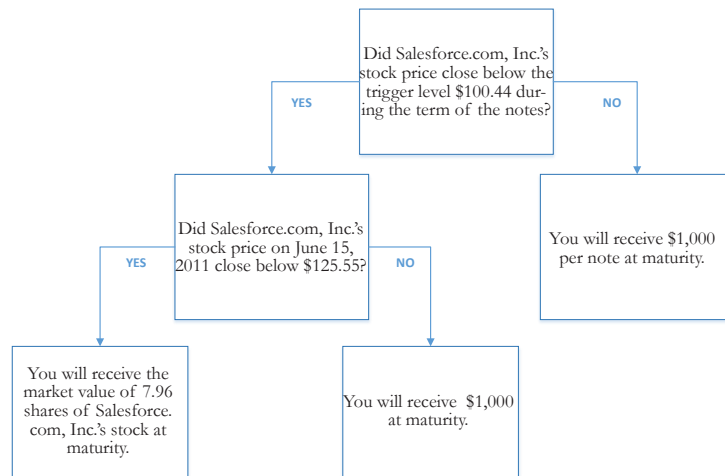 Did Salesforce.com, Inc.'s
stock price close below the
trigger level $100.44 dur-
ing the term of the notes?
YES
NO
Did Salesforce.com, Inc.'s
stock price on June 15,
2011 close below $125.55?
You will receive $1,000
per note at maturity.
YES
NO
You will receive the
market value of 7.96
shares of Salesforce.
com, Inc.'s stock at
maturity.
You will receive $1,000
at maturity.